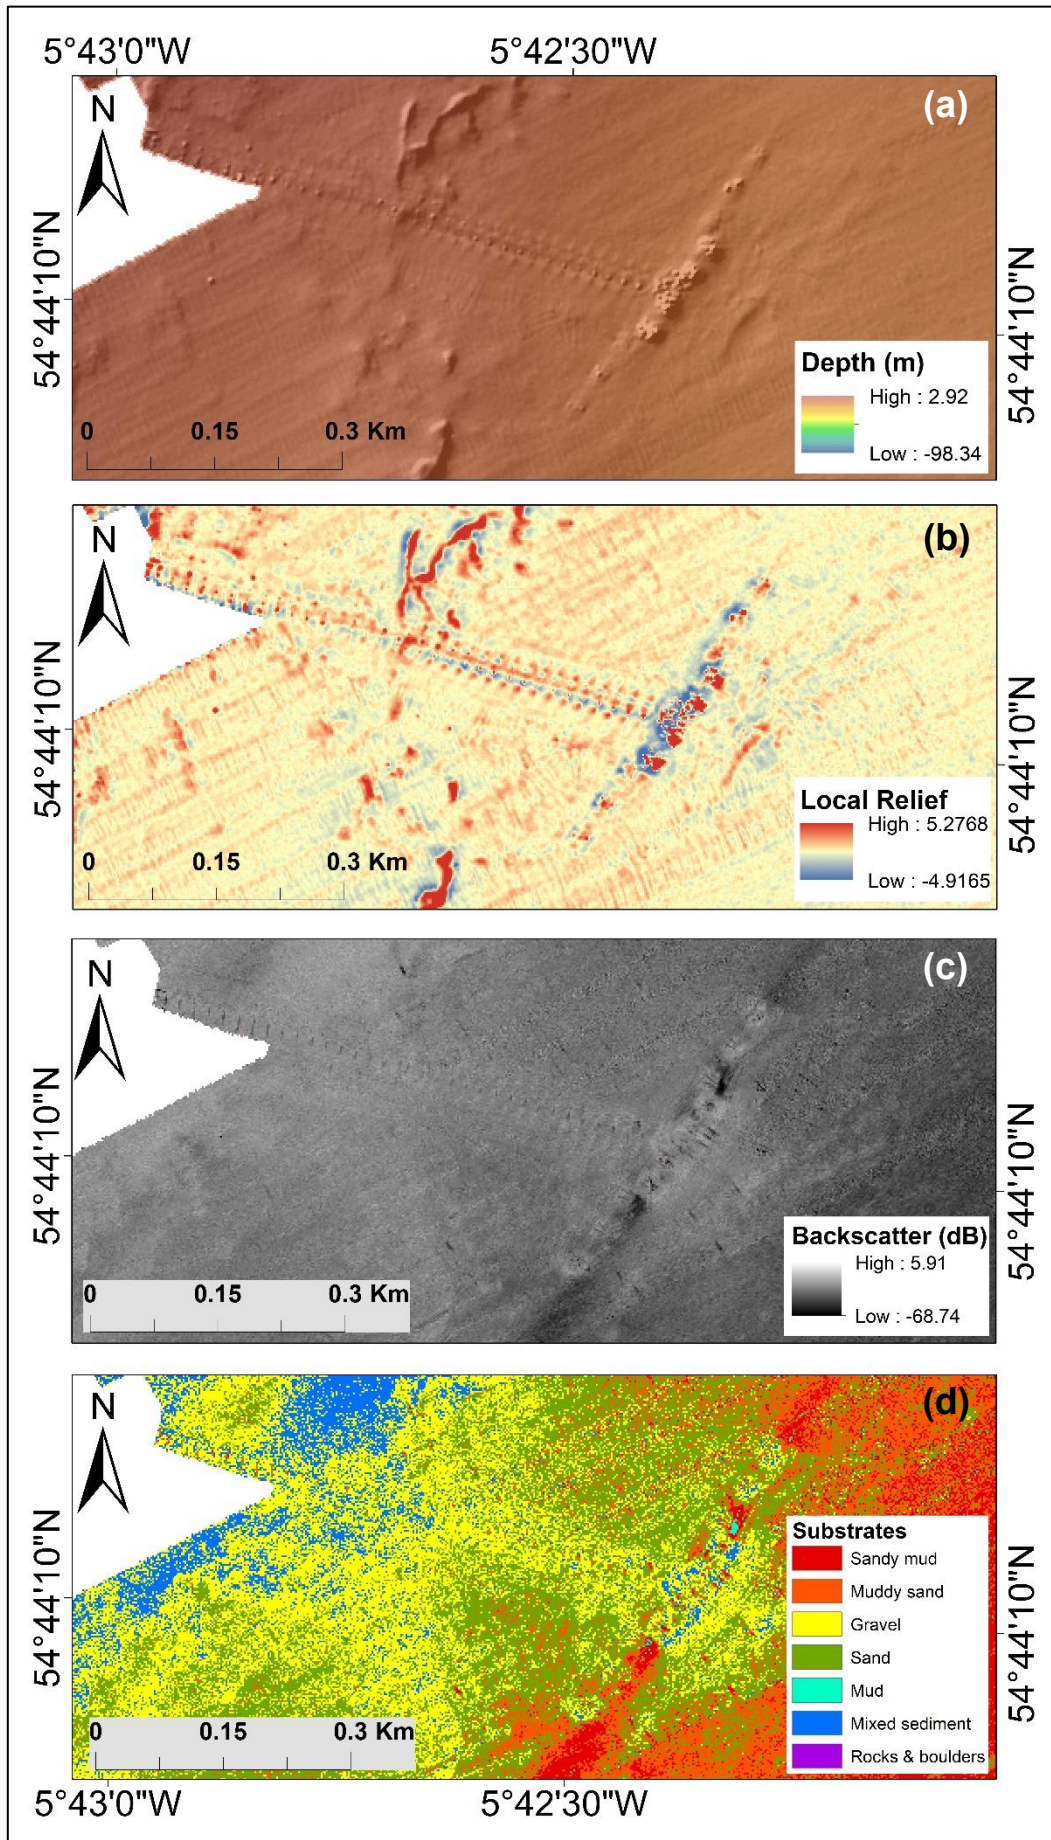 5°43'0"W 5°42'30"W
(a)
N
54°44'10"N
54°44'10"N
Depth (m)
High : 2.92
Low : -98.34
0 0.15 0.3 Km
(b)
N
54°44'10"N
54°44'10"N
Local Relief
High : 5.2768
Low : -4.9165
0 0.15 0.3 Km
(c)
N
54°44'10"N
54°44'10"N
Backscatter (dB)
High : 5.91
Low : -68.74
0 0.15 0.3 Km
(d)
N
54°44'10"N
54°44'10"N
Substrates
Sandy mud
Muddy sand
Gravel
Sand
Mud
Mixed sediment
Rocks & boulders
0 0.15 0.3 Km
5°43'0"W 5°42'30"W